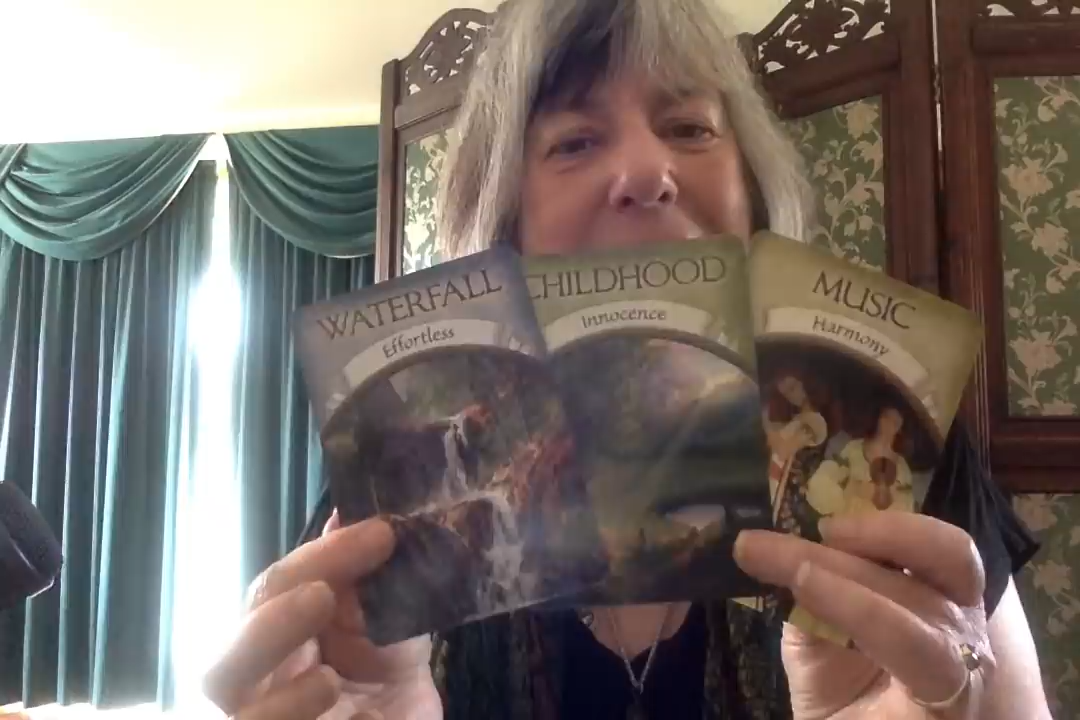 WATERFALL
Effortless
CHILDHOOD
Innocence
MUSIC
Harmony